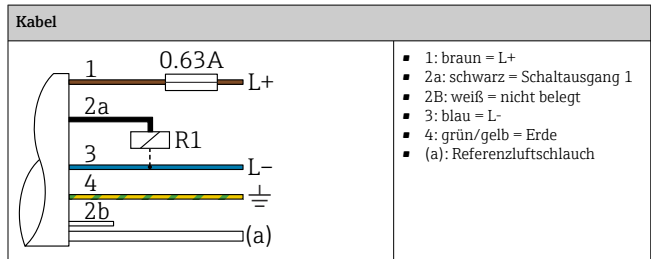 Kabel
1
0.63A
L+
2a
R1
3
L–
4
2b
(a)
▪ 1: braun = L+
▪ 2a: schwarz = Schaltausgang 1
▪ 2B: weiß = nicht belegt
▪ 3: blau = L-
▪ 4: grün/gelb = Erde
▪ (a): Referenzluftschlauch